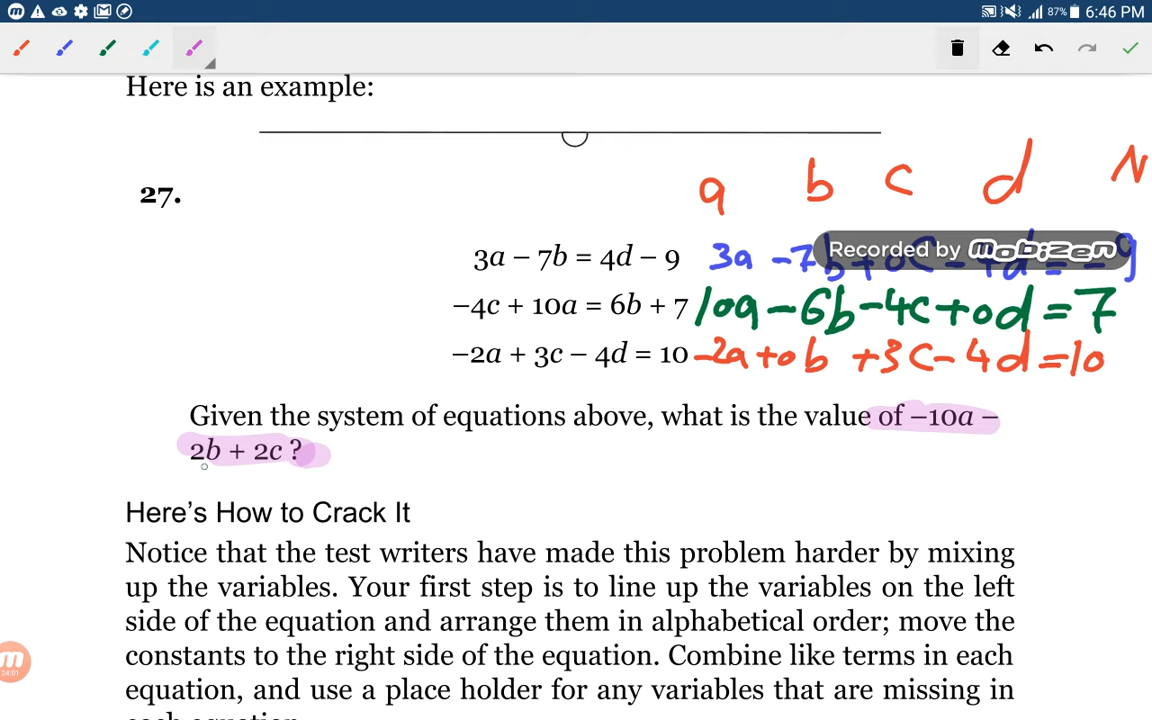 87% 6:46 PM
Here is an example:
a b c d N
27.
3a − 7b = 4d − 9 3a -7b+0c-4d=-9
Recorded by mobizen
−4c + 10a = 6b + 7 10a-6b-4c+0d=7
−2a + 3c − 4d = 10 -2a+0b+3c-4d=10
Given the system of equations above, what is the value of −10a −
2b + 2c ?
Here's How to Crack It
Notice that the test writers have made this problem harder by mixing
up the variables. Your first step is to line up the variables on the left
side of the equation and arrange them in alphabetical order; move the
constants to the right side of the equation. Combine like terms in each
equation, and use a place holder for any variables that are missing in
each equation.